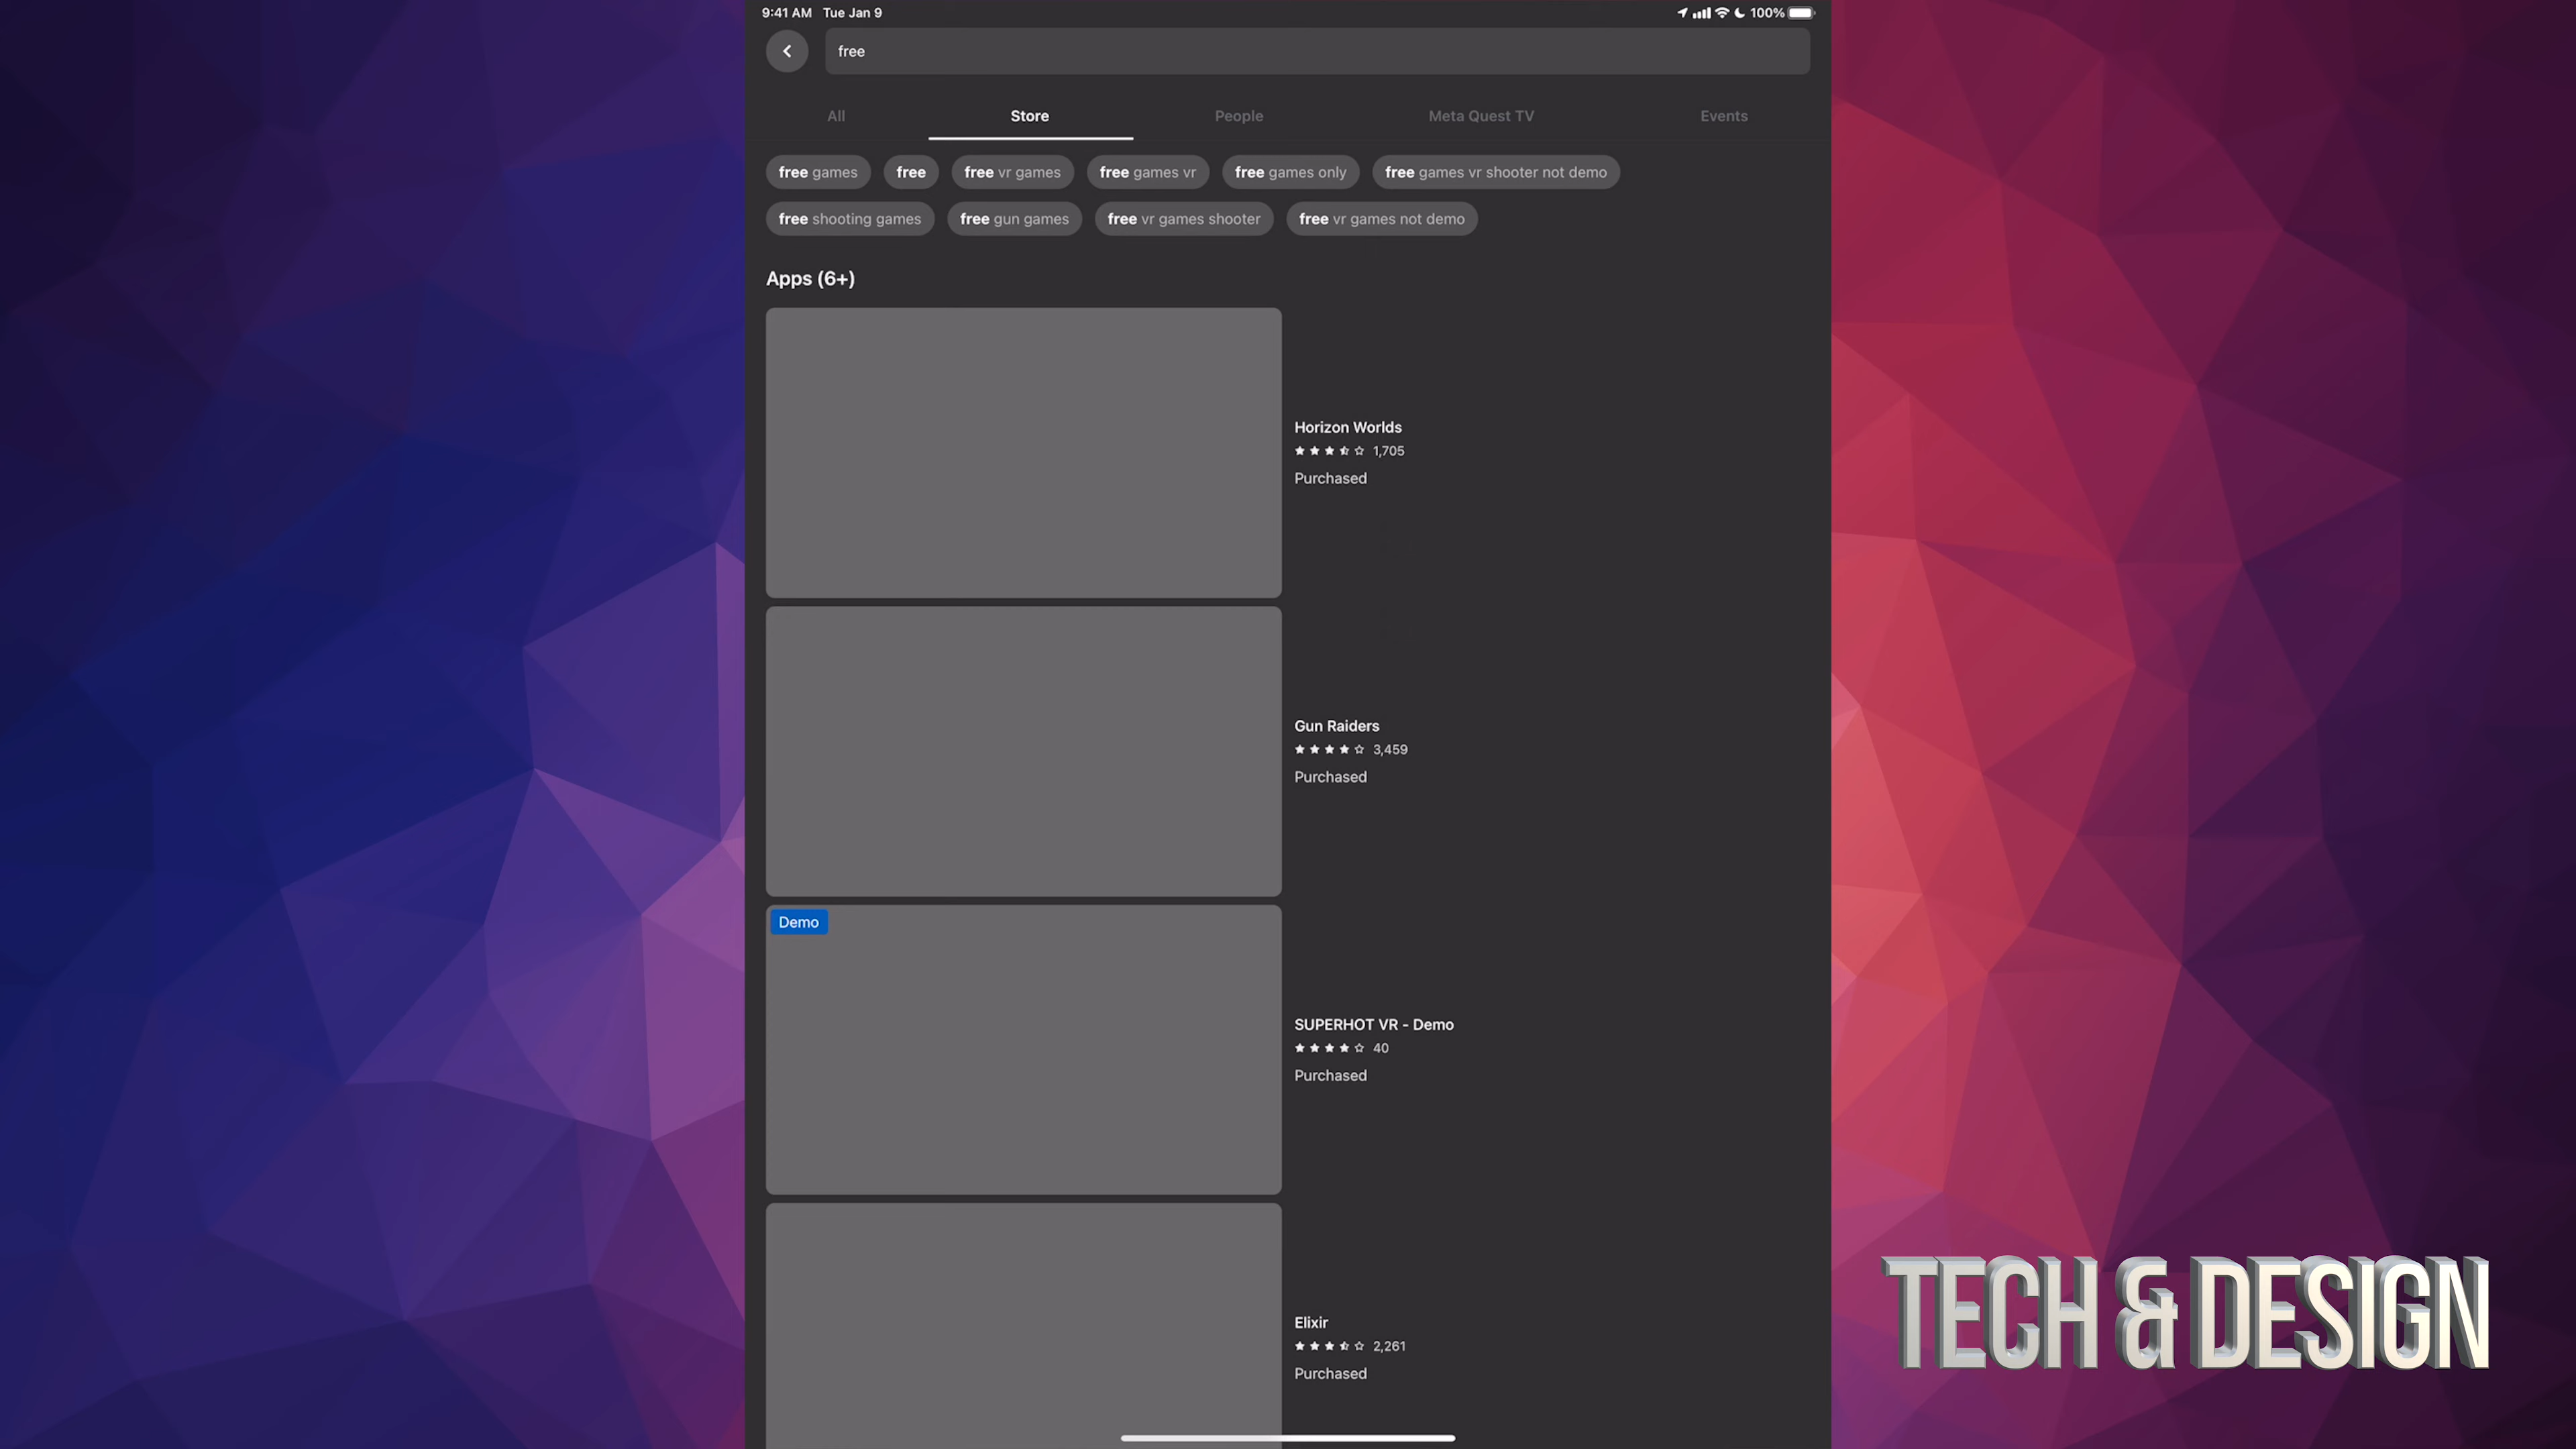 9:41 AM Tue Jan 9
100%
free
All Store People Meta Quest TV Events
free games free free vr games free games vr free games only free games vr shooter not demo
free shooting games free gun games free vr games shooter free vr games not demo
Apps (6+)
Horizon Worlds
1,705
Purchased
Gun Raiders
3,459
Purchased
Demo
SUPERHOT VR - Demo
40
Purchased
Elixir
2,261
Purchased
TECH & DESIGN